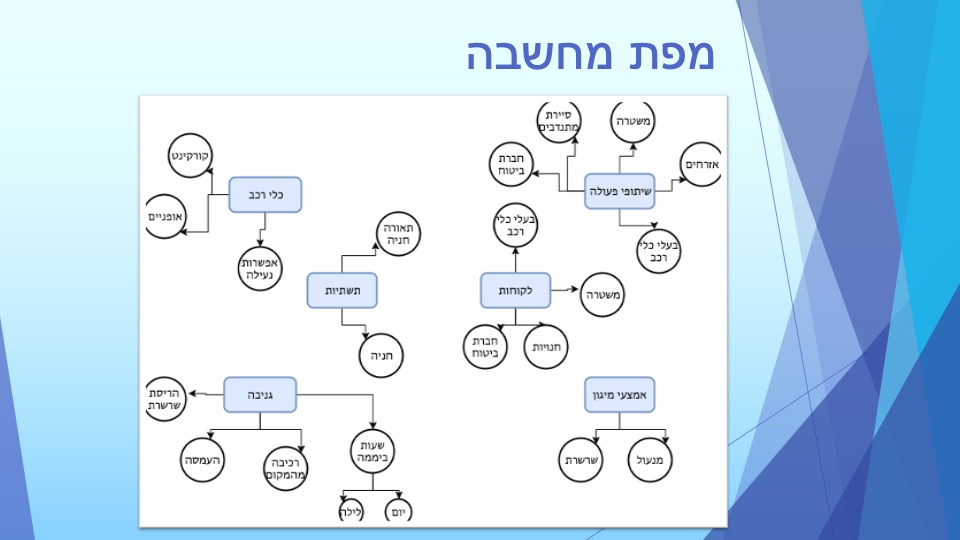 מפת מחשבה
סיירת
מתנדבים
משטרה
חברת
ביטוח
אזרחים
שיתופי פעולה
בעלי כלי
רכב
קורקינט
כלי רכב
אופניים
אפשרות
נעילה
בעלי כלי
רכב
לקוחות
משטרה
חברת
ביטוח
חנויות
תאורה
חניה
תשתיות
חניה
אמצעי מיגון
שרשרת
מנעול
גניבה
הריסת
שרשרת
העמסה
רכיבה
מהמקום
שעות
ביממה
לילה
יום